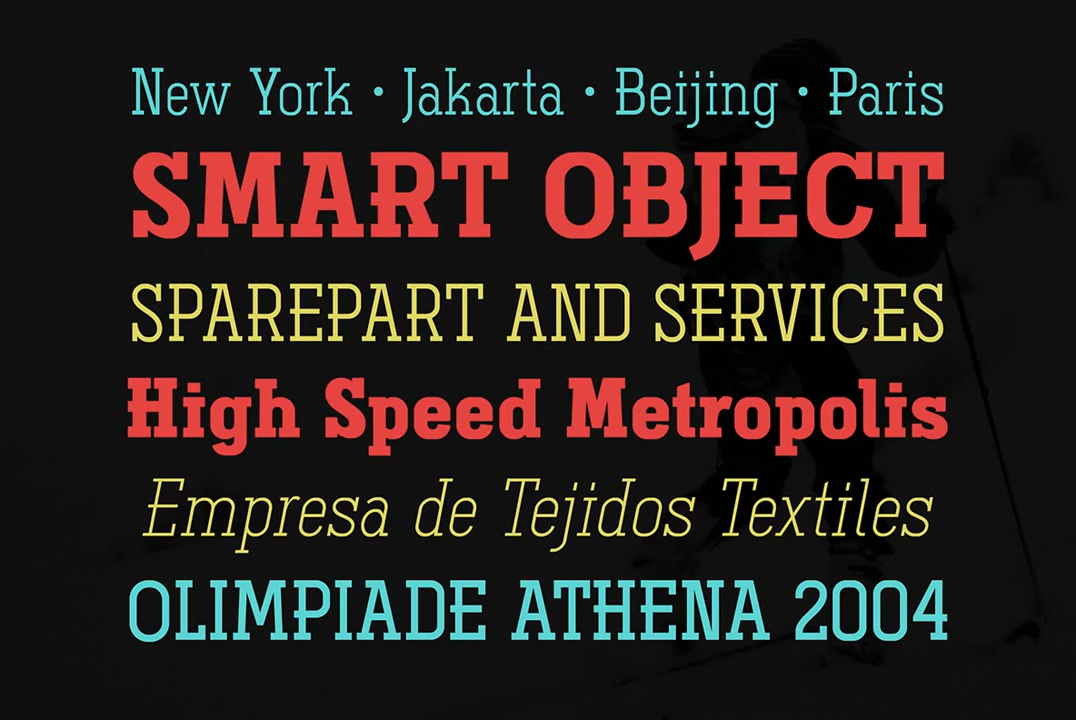 New York • Jakarta • Beijing • Paris
SMART OBJECT
SPAREPART AND SERVICES
High Speed Metropolis
Empresa de Tejidos Textiles
OLIMPIADE ATHENA 2004